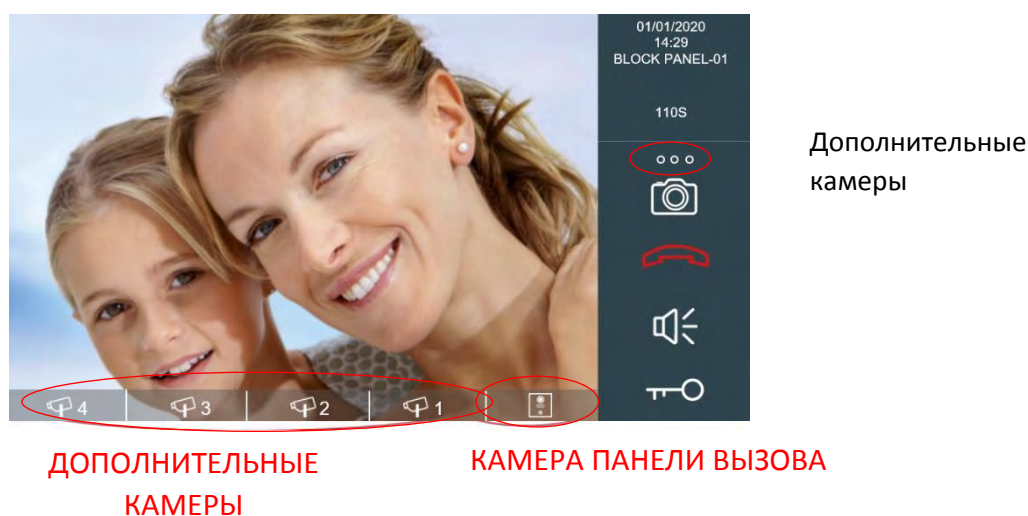 01/01/2020
14:29
BLOCK PANEL-01
110S
Дополнительные
камеры
4
3
2
1
ДОПОЛНИТЕЛЬНЫЕ
КАМЕРЫ
КАМЕРА ПАНЕЛИ ВЫЗОВА